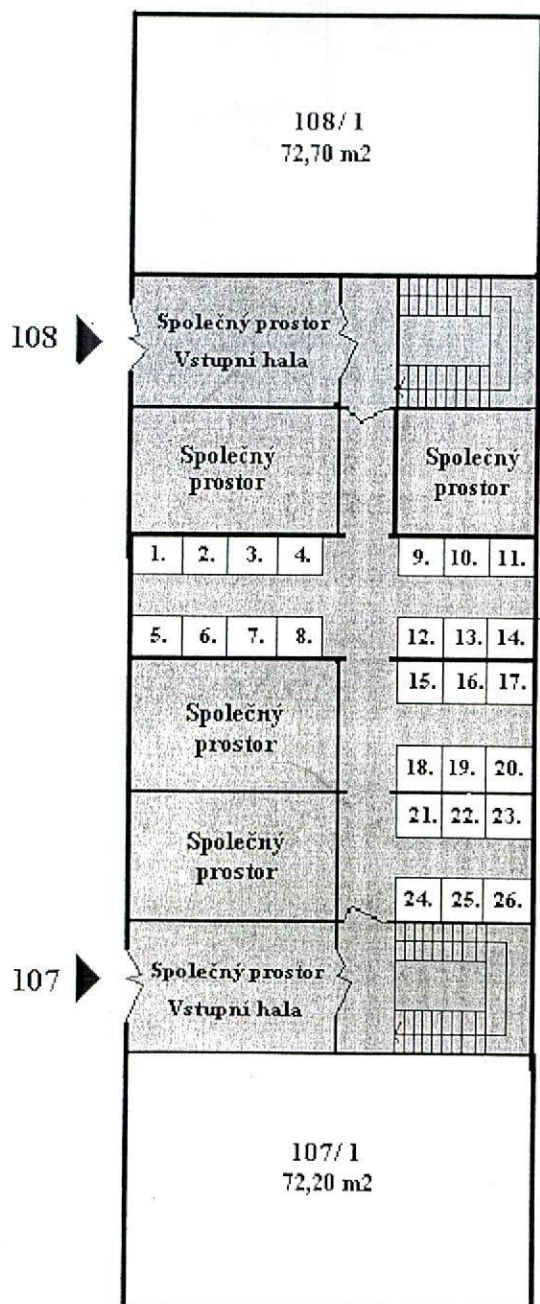 108/1
72,70 m2
108
Společný prostor
Vstupní hala
Společný
prostor
Společný
prostor
1. 2. 3. 4.
9. 10. 11.
5. 6. 7. 8.
12. 13. 14.
15. 16. 17.
Společný
prostor
18. 19. 20.
21. 22. 23.
Společný
prostor
24. 25. 26.
107
Společný prostor
Vstupní hala
107/1
72,20 m2